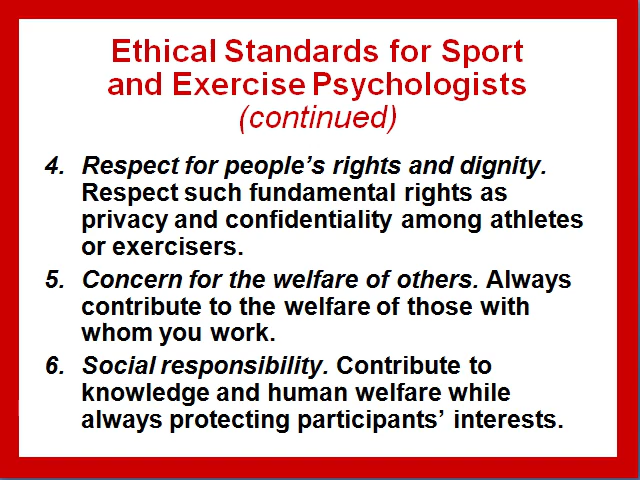 Ethical Standards for Sport
and Exercise Psychologists
(continued)
4. Respect for people's rights and dignity.
Respect such fundamental rights as
privacy and confidentiality among athletes
or exercisers.
5. Concern for the welfare of others. Always
contribute to the welfare of those with
whom you work.
6. Social responsibility. Contribute to
knowledge and human welfare while
always protecting participants' interests.